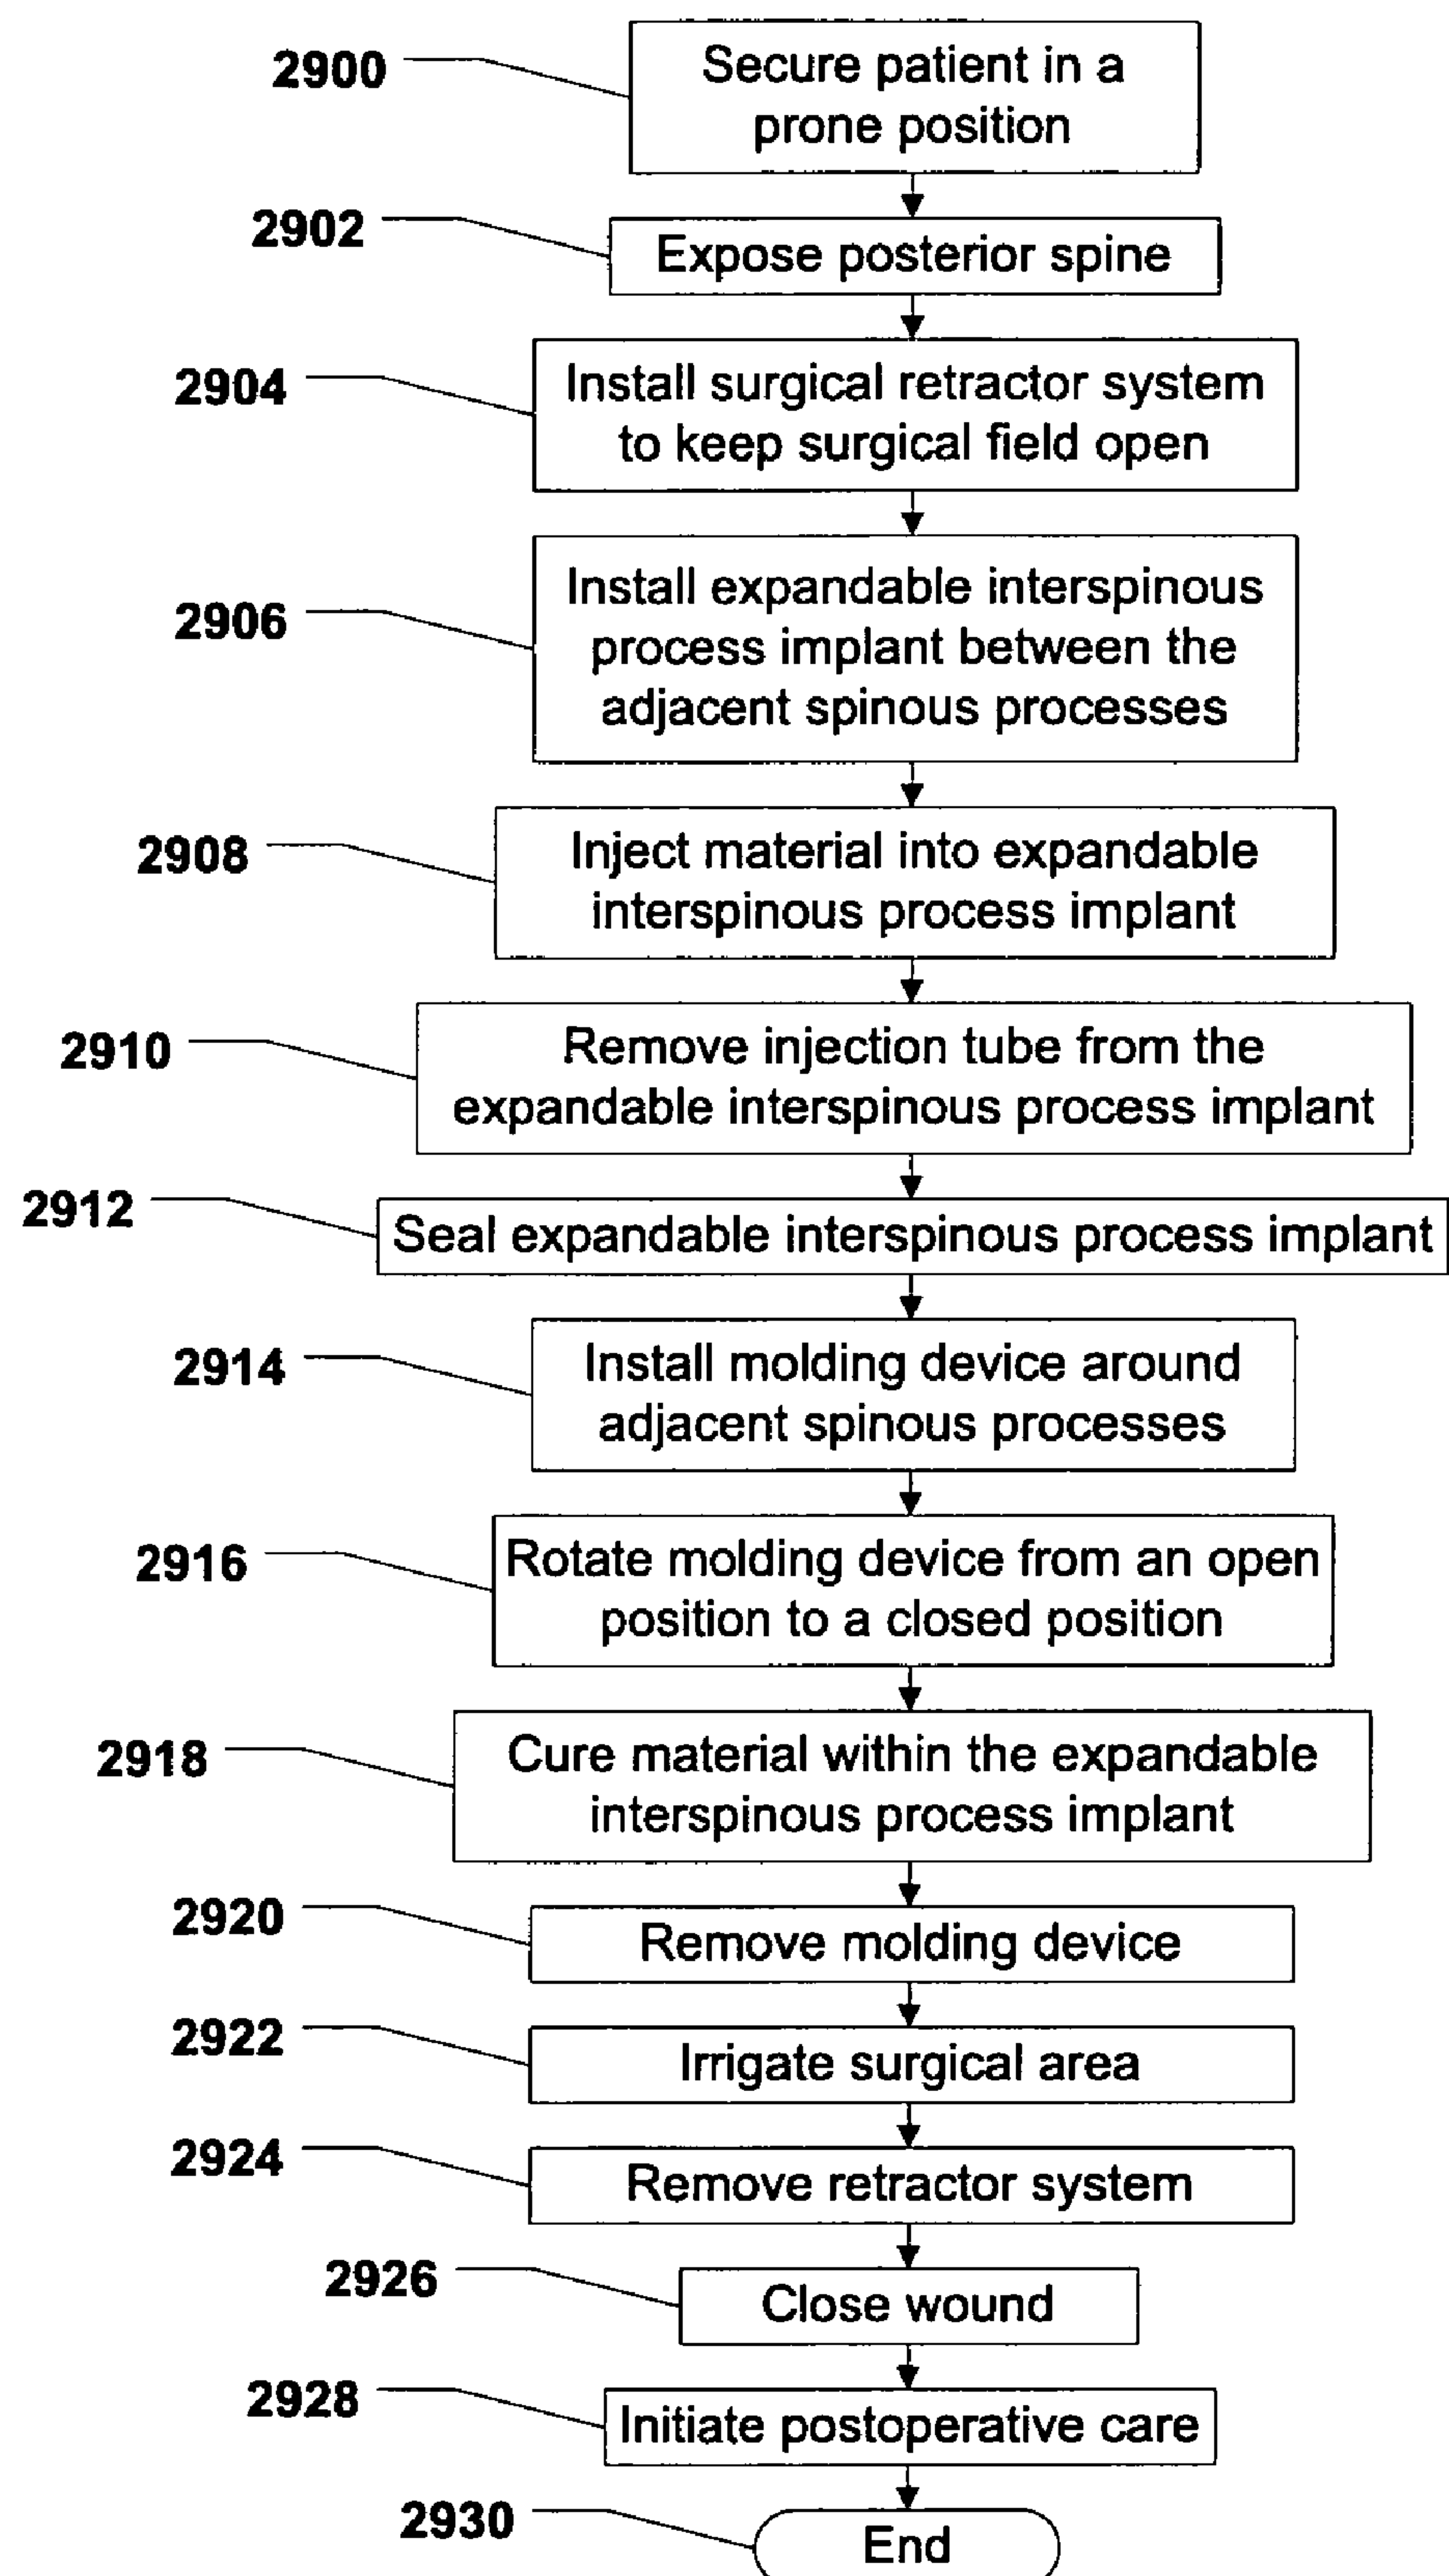 2900
Secure patient in a
prone position
2902
Expose posterior spine
2904
Install surgical retractor system
to keep surgical field open
2906
Install expandable interspinous
process implant between the
adjacent spinous processes
2908
Inject material into expandable
interspinous process implant
2910
Remove injection tube from the
expandable interspinous process implant
2912
Seal expandable interspinous process implant
2914
Install molding device around
adjacent spinous processes
2916
Rotate molding device from an open
position to a closed position
2918
Cure material within the expandable
interspinous process implant
2920
Remove molding device
2922
Irrigate surgical area
2924
Remove retractor system
2926
Close wound
2928
Initiate postoperative care
2930
End